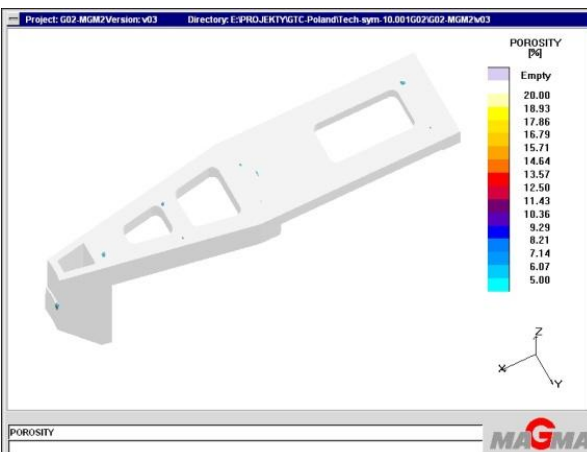 Project: G02-MGM2Version: v03 Directory: E:\PROJEKTY\GTC-Poland\Tech-sym-10.001G02\G02-MGM2\v03
POROSITY
[%]
Empty
20.00
18.93
17.86
16.79
15.71
14.64
13.57
12.50
11.43
10.36
9.29
8.21
7.14
6.07
5.00
Z
X
Y
POROSITY
MAGMA